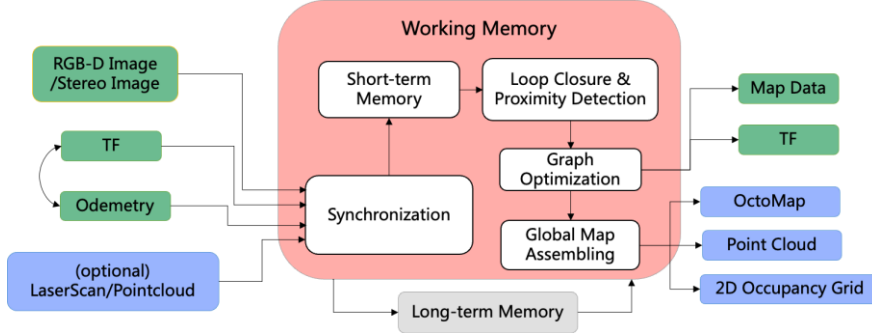 Working Memory
RGB-D Image
/Stereo Image
TF
Odemetry
(optional)
LaserScan/Pointcloud
Short-term
Memory
Loop Closure &
Proximity Detection
Synchronization
Graph
Optimization
Global Map
Assembling
Long-term Memory
Map Data
TF
OctoMap
Point Cloud
2D Occupancy Grid